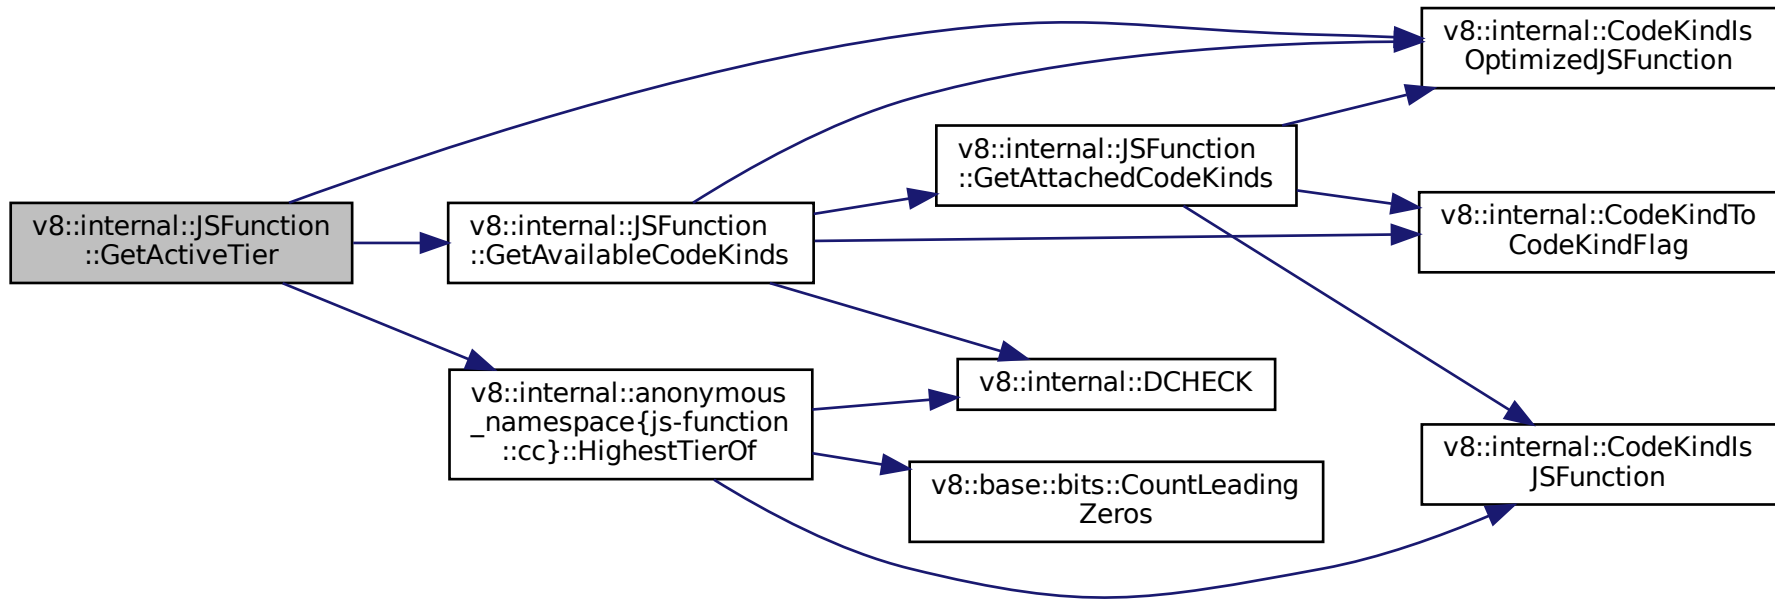 v8::internal::JSFunction
::GetActiveTier
v8::internal::JSFunction
::GetAvailableCodeKinds
v8::internal::anonymous
_namespace{js-function
::cc}::HighestTierOf
v8::internal::JSFunction
::GetAttachedCodeKinds
v8::internal::DCHECK
v8::base::bits::CountLeading
Zeros
v8::internal::CodeKindIs
OptimizedJSFunction
v8::internal::CodeKindTo
CodeKindFlag
v8::internal::CodeKindIs
JSFunction